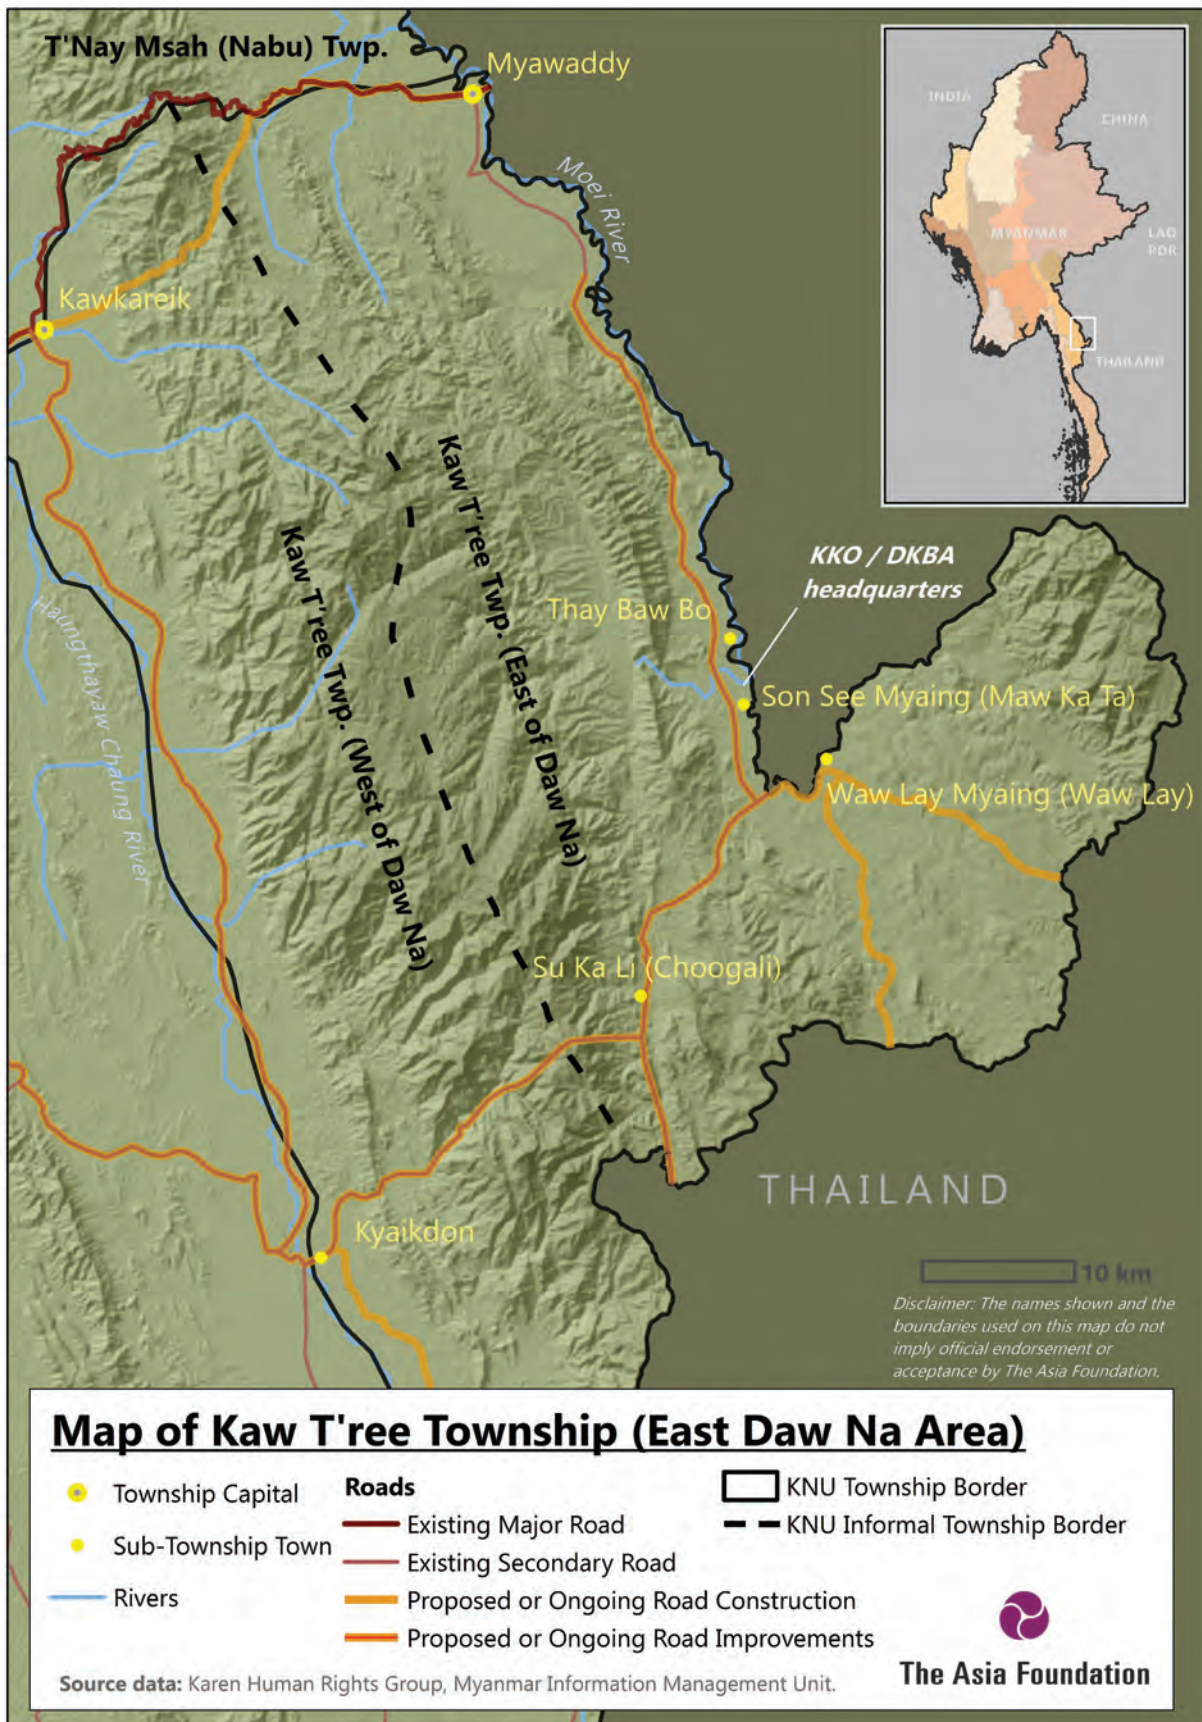 T'Nay Msah (Nabu) Twp.
Myawaddy
Moei River
Kawkareik
INDIA
CHINA
MYANMAR
LAO
PDR
THAILAND
Kaw T'ree Twp. (East of Daw Na)
Kaw T'ree Twp. (West of Daw Na)
KKO / DKBA
headquarters
Thay Baw Bo
Haungthayaw Chaung River
Son See Myaing (Maw Ka Ta)
Waw Lay Myaing (Waw Lay)
Su Ka Li (Choogali)
THAILAND
Kyaikdon
10 km
Disclaimer: The names shown and the
boundaries used on this map do not
imply official endorsement or
acceptance by The Asia Foundation.
Map of Kaw T'ree Township (East Daw Na Area)
Township Capital
Sub-Township Town
Rivers
Roads
Existing Major Road
Existing Secondary Road
Proposed or Ongoing Road Construction
Proposed or Ongoing Road Improvements
KNU Township Border
KNU Informal Township Border
The Asia Foundation
Source data: Karen Human Rights Group, Myanmar Information Management Unit.